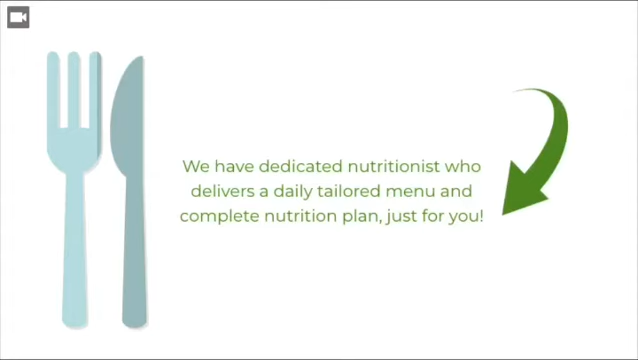 We have dedicated nutritionist who
delivers a daily tailored menu and
complete nutrition plan, just for you!